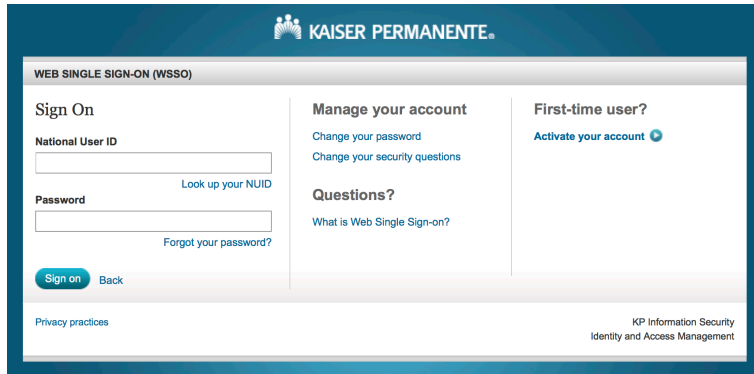 KAISER PERMANENTE®
WEB SINGLE SIGN-ON (WSSO)
Sign On
National User ID
Look up your NUID
Password
Forgot your password?
Sign on
Back
Manage your account
Change your password
Change your security questions
Questions?
What is Web Single Sign-on?
First-time user?
Activate your account
Privacy practices
KP Information Security
Identity and Access Management